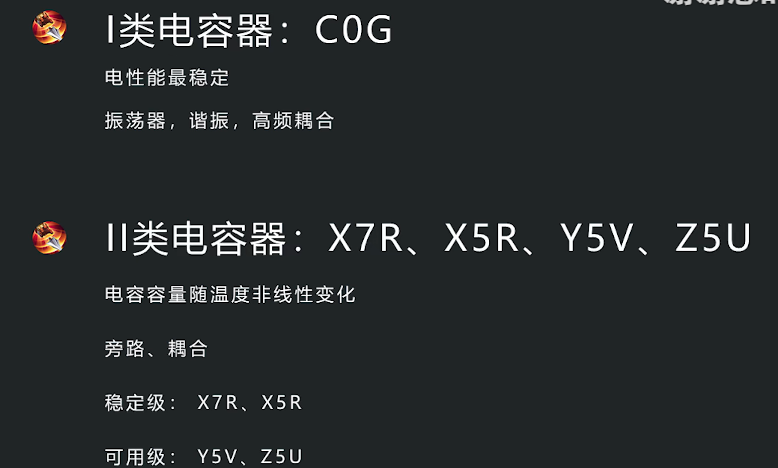 I类电容器：C0G
电性能最稳定
振荡器，谐振，高频耦合
II类电容器：X7R、X5R、Y5V、Z5U
电容容量随温度非线性变化
旁路、耦合
稳定级： X7R、X5R
可用级： Y5V、Z5U